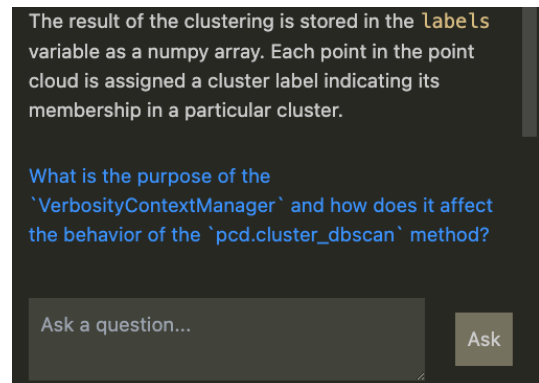 The result of the clustering is stored in the labels
variable as a numpy array. Each point in the point
cloud is assigned a cluster label indicating its
membership in a particular cluster.
What is the purpose of the
`VerbosityContextManager` and how does it affect
the behavior of the `pcd.cluster_dbscan` method?
Ask a question...
Ask